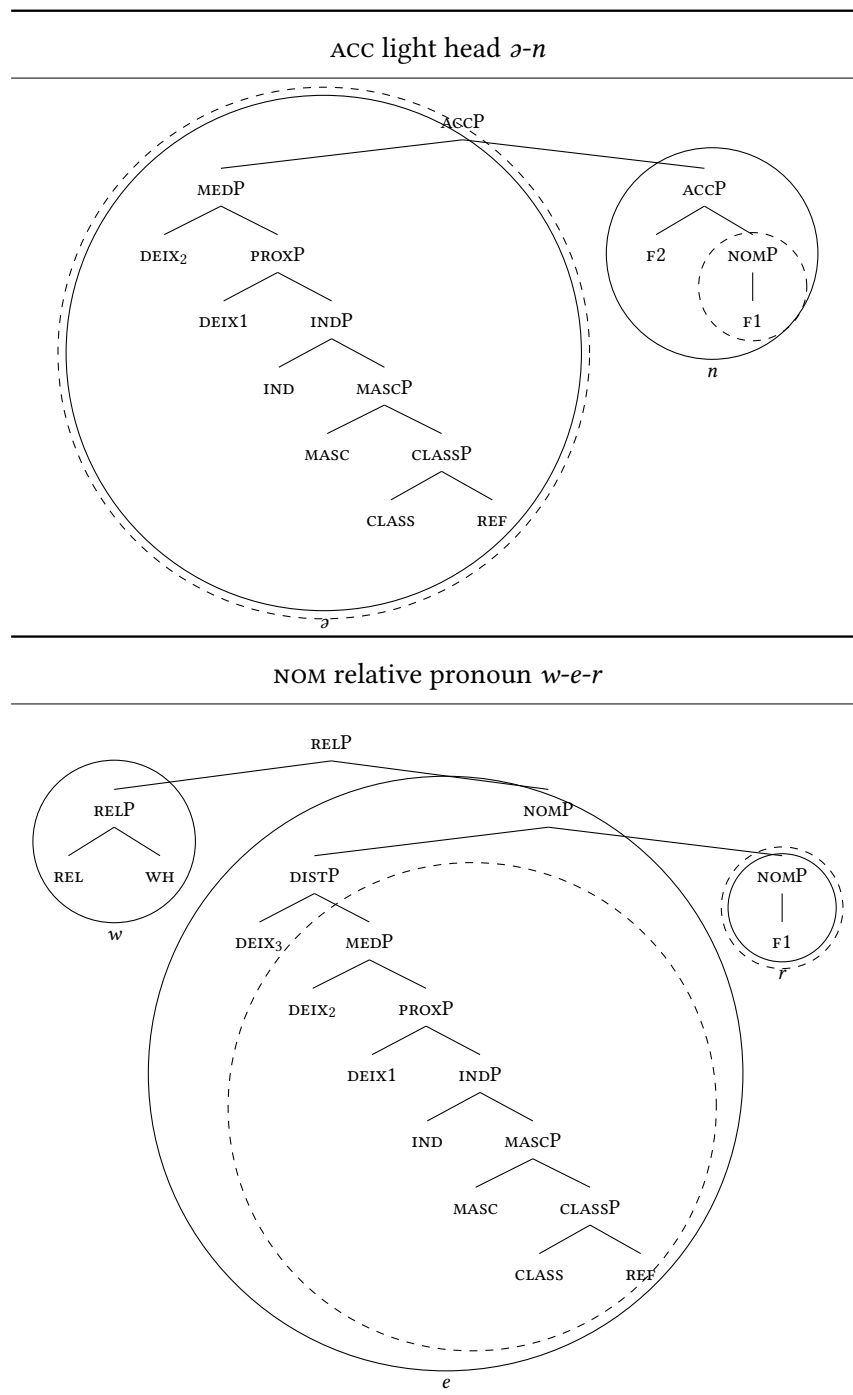 ACC light head ə-n
ACCP
MEDP ACCP
DEIX2 PROXP F2 NOMP
DEIX1 INDP F1
IND MASCP n
MASC CLASSP
CLASS REF
ə
NOM relative pronoun w-e-r
RELP
RELP NOMP
REL WH DISTP NOMP
w DEIX3 MEDP F1
r
DEIX2 PROXP
DEIX1 INDP
IND MASCP
MASC CLASSP
CLASS REF
e